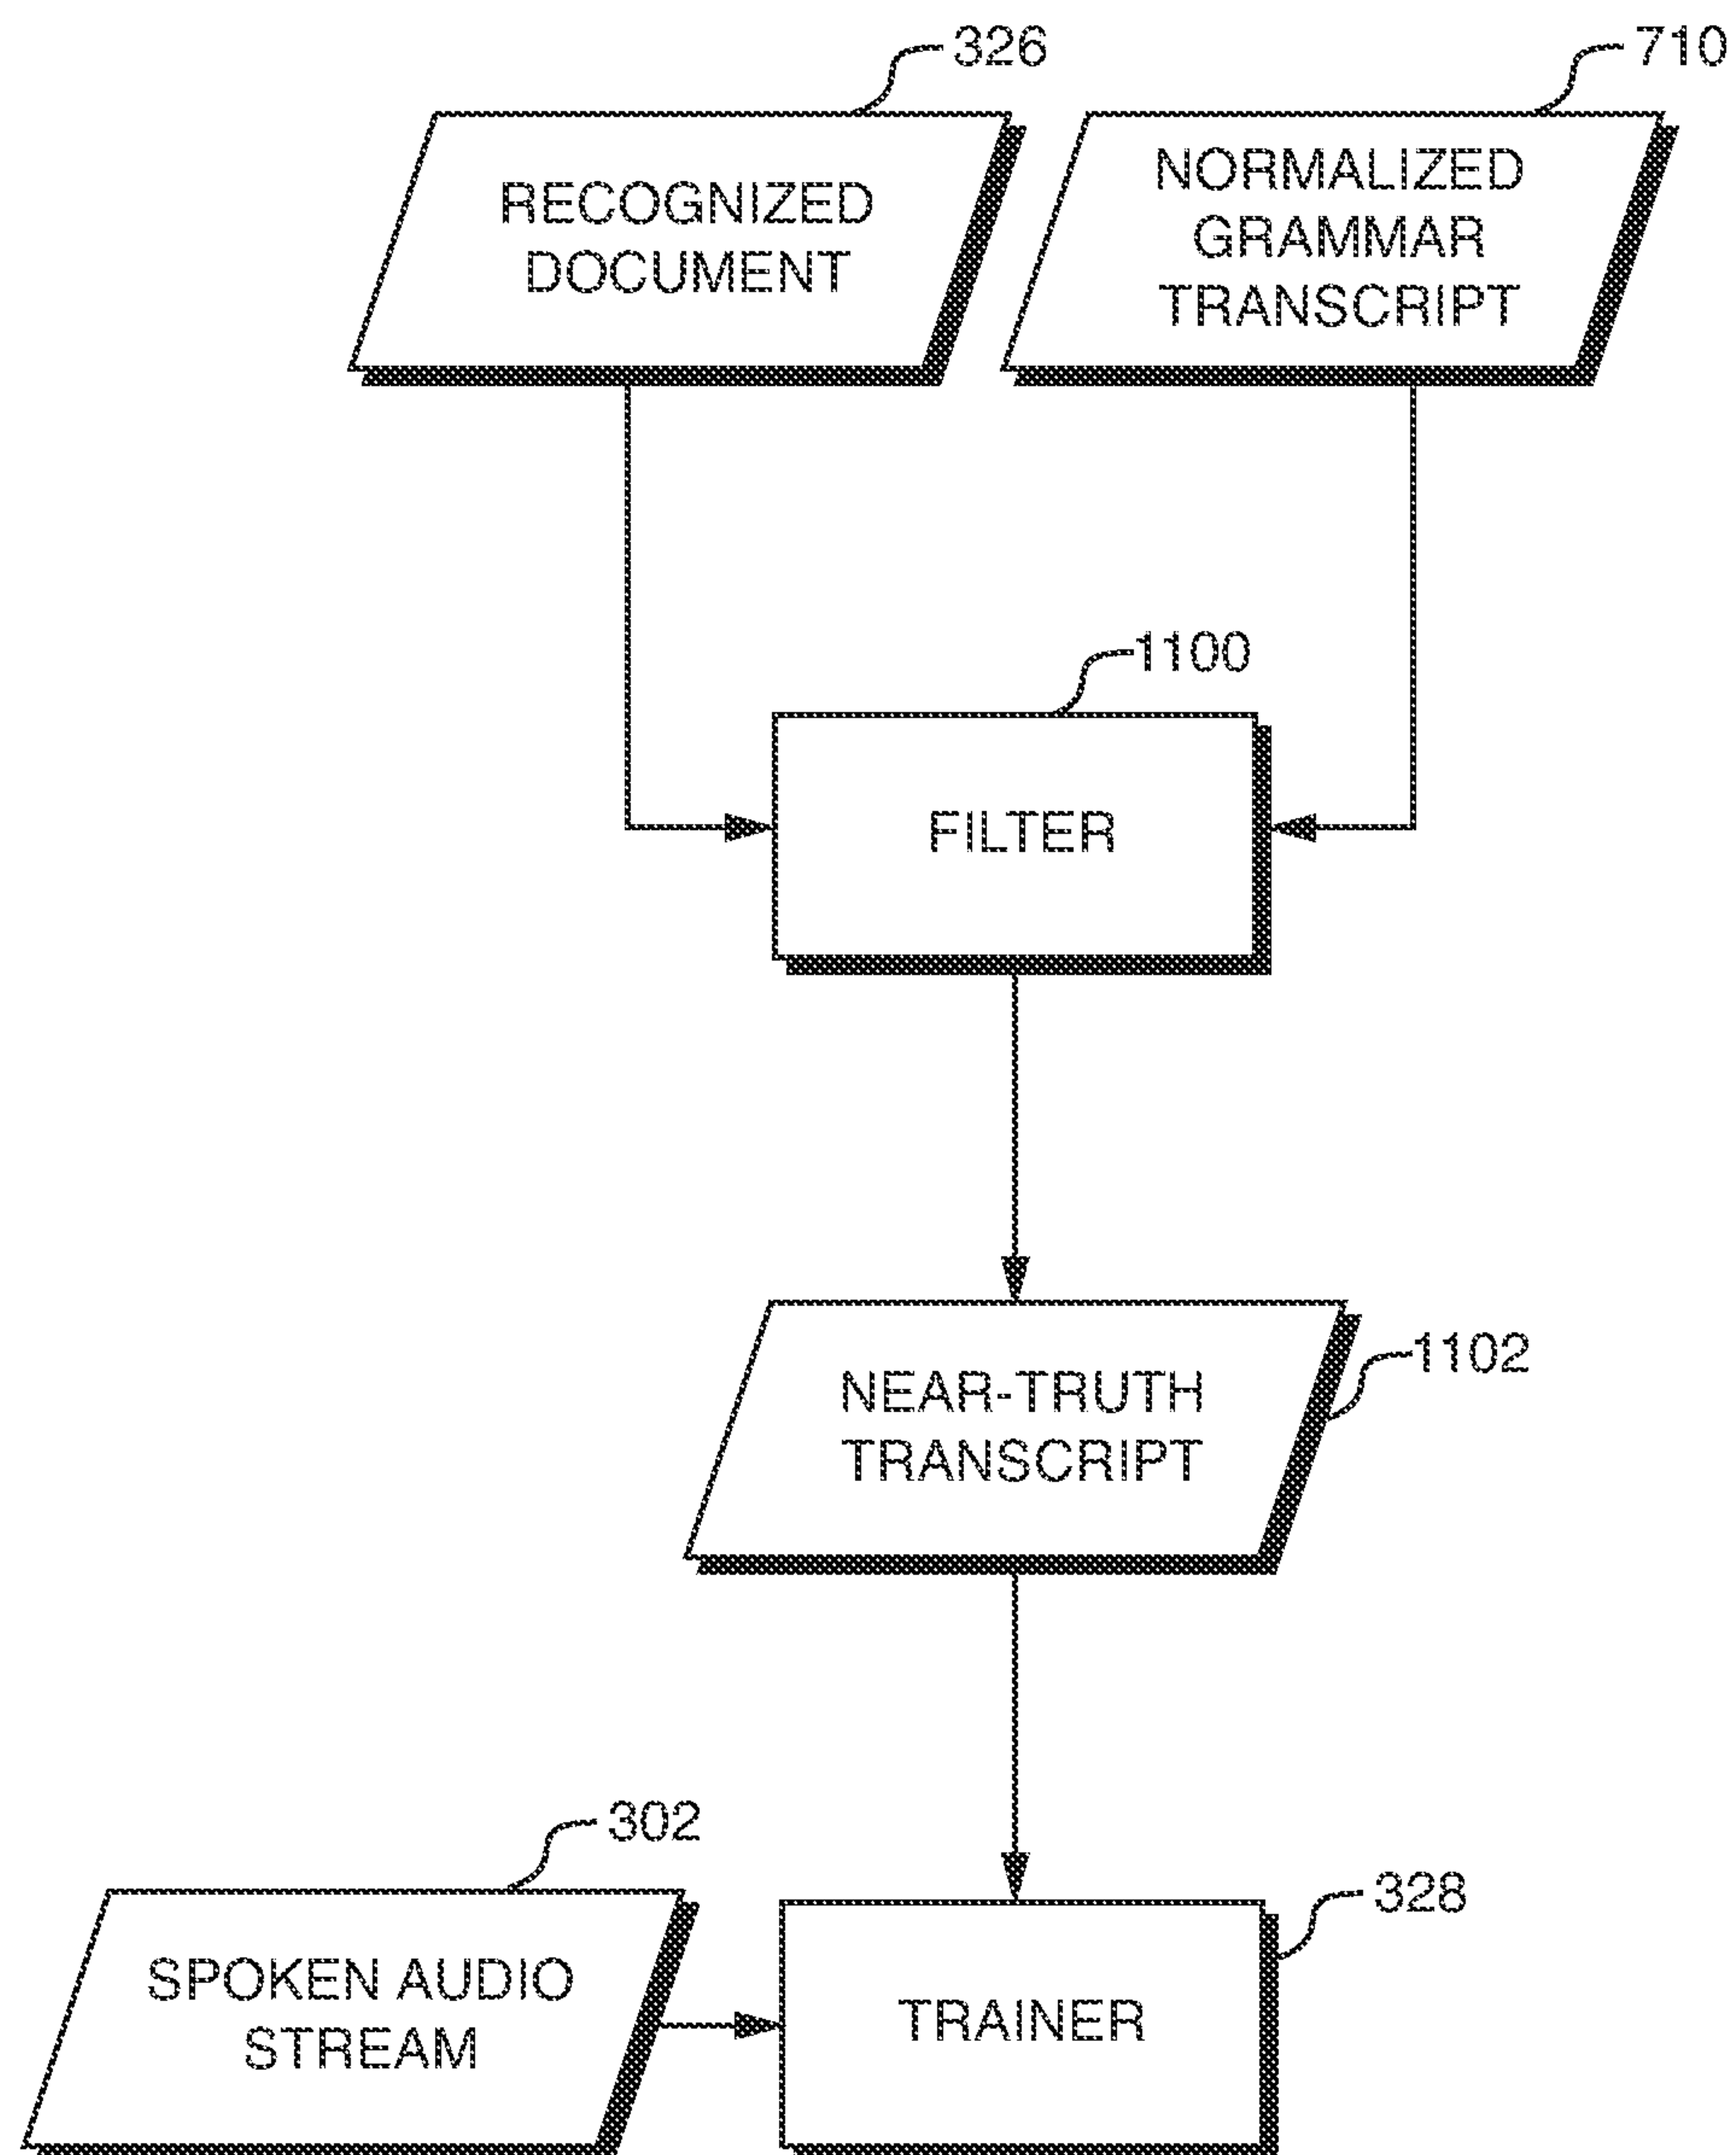 326
710
RECOGNIZED
DOCUMENT
NORMALIZED
GRAMMAR
TRANSCRIPT
1100
FILTER
NEAR-TRUTH
TRANSCRIPT
1102
302
328
SPOKEN AUDIO
STREAM
TRAINER